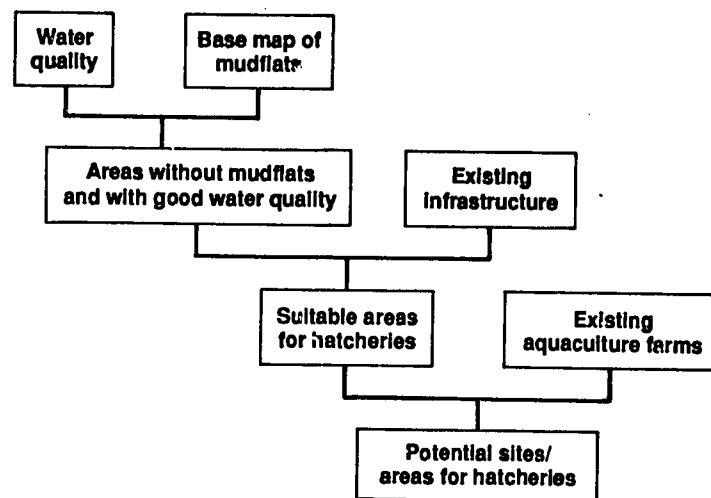 Water
quality
Base map of
mudflats
Areas without mudflats
and with good water quality
Existing
infrastructure
Suitable areas
for hatcheries
Existing
aquaculture farms
Potential sites/
areas for hatcheries